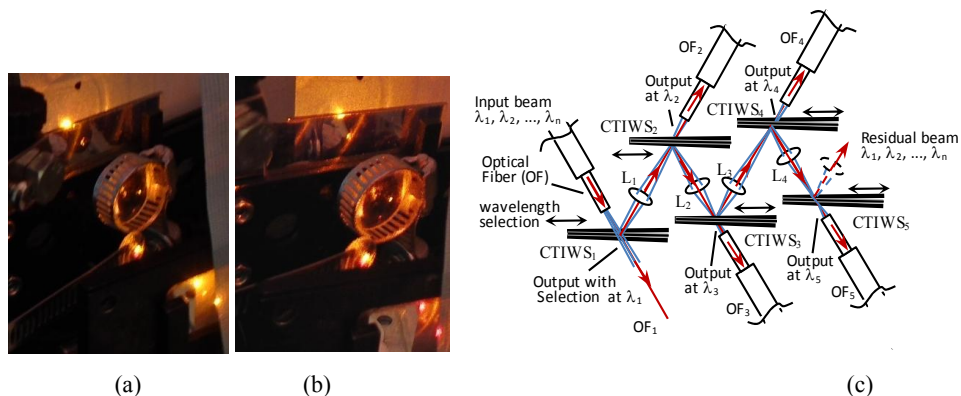 OF₂
OF₄
Output
at λ₂
Output
at λ₄
Input beam
λ₁, λ₂, ..., λₙ
CTIWS₂
CTIWS₄
Residual beam
λ₁, λ₂, ..., λₙ
Optical
Fiber (OF)
L₁
L₃
L₄
L₂
wavelength
selection
CTIWS₁
CTIWS₃
CTIWS₅
Output with
Selection at λ₁
Output
at λ₃
Output
at λ₅
OF₁
OF₃
OF₅
(a)
(b)
(c)